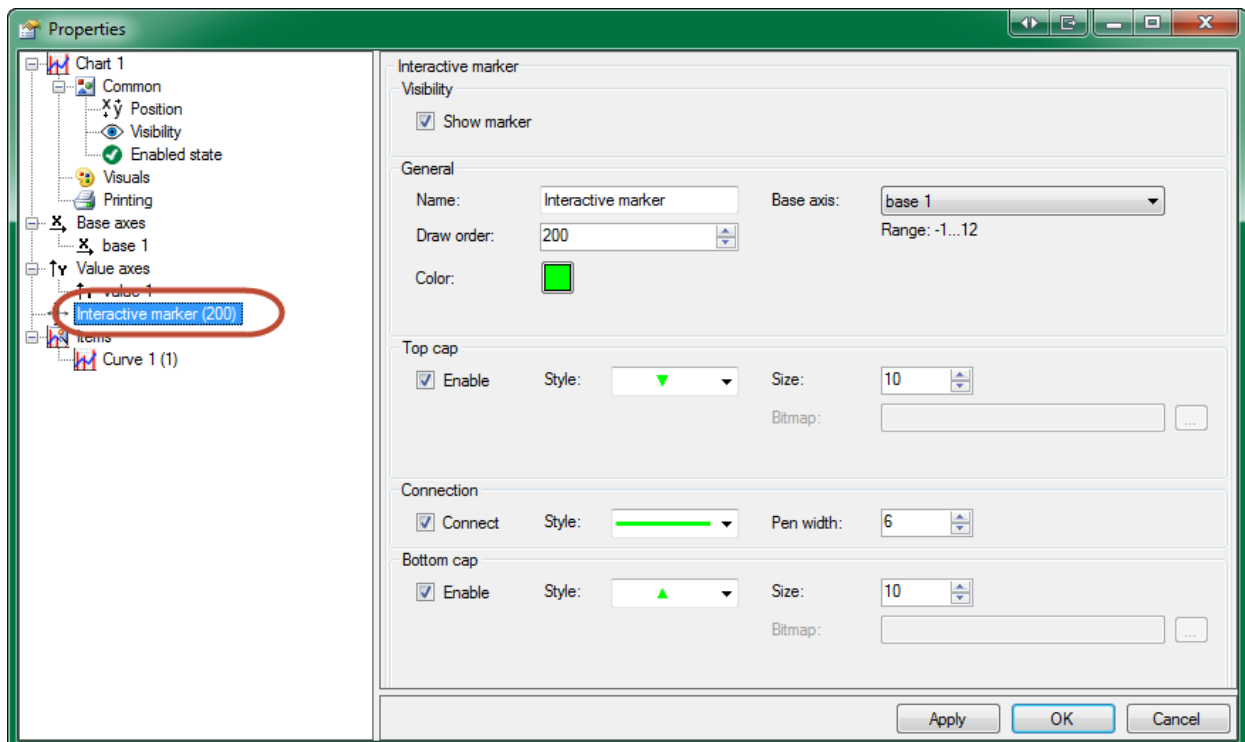 Properties
Chart 1
Common
Position
Visibility
Enabled state
Visuals
Printing
Base axes
base 1
Value axes
value 1
Interactive marker (200)
Items
Curve 1 (1)
Interactive marker
Visibility
Show marker
General
Name: Interactive marker Base axis: base 1
Draw order: 200 Range: -1...12
Color:
Top cap
Enable Style: Size: 10
Bitmap: ...
Connection
Connect Style: Pen width: 6
Bottom cap
Enable Style: Size: 10
Bitmap: ...
Apply OK Cancel